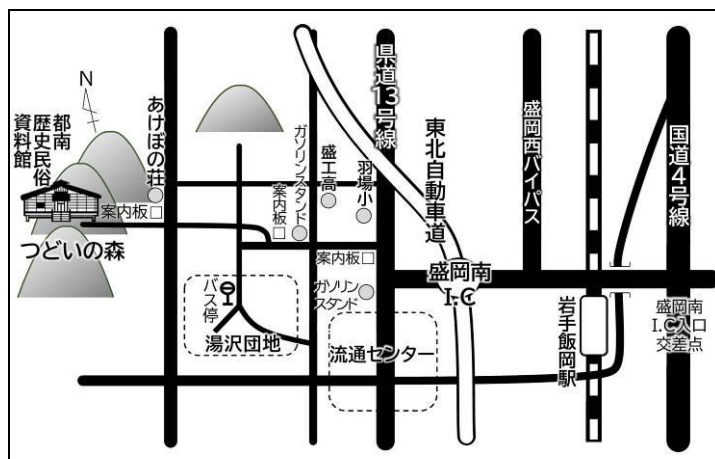 N
都南
歴史民俗
資料館
案内板
つどいの森
あけぼの荘
ガソリンスタンド
案内板
盛工高
羽場小
県道13号線
東北自動車道
盛岡西バイパス
国道4号線
案内板
盛岡南
I.C
バス停
湯沢団地
ガソリン
スタンド
流通センター
岩手飯岡駅
盛岡南
I.C入口
交差点